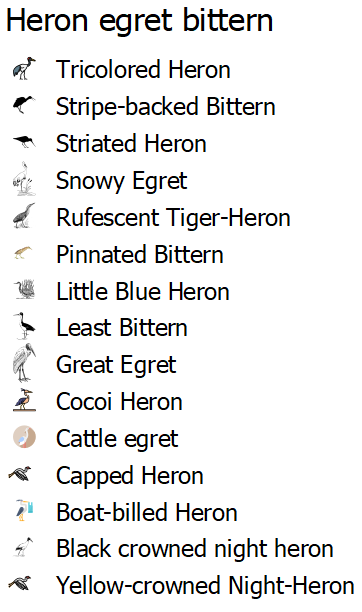 Heron egret bittern
Tricolored Heron
Stripe-backed Bittern
Striated Heron
Snowy Egret
Rufescent Tiger-Heron
Pinnated Bittern
Little Blue Heron
Least Bittern
Great Egret
Cocoi Heron
Cattle egret
Capped Heron
Boat-billed Heron
Black crowned night heron
Yellow-crowned Night-Heron